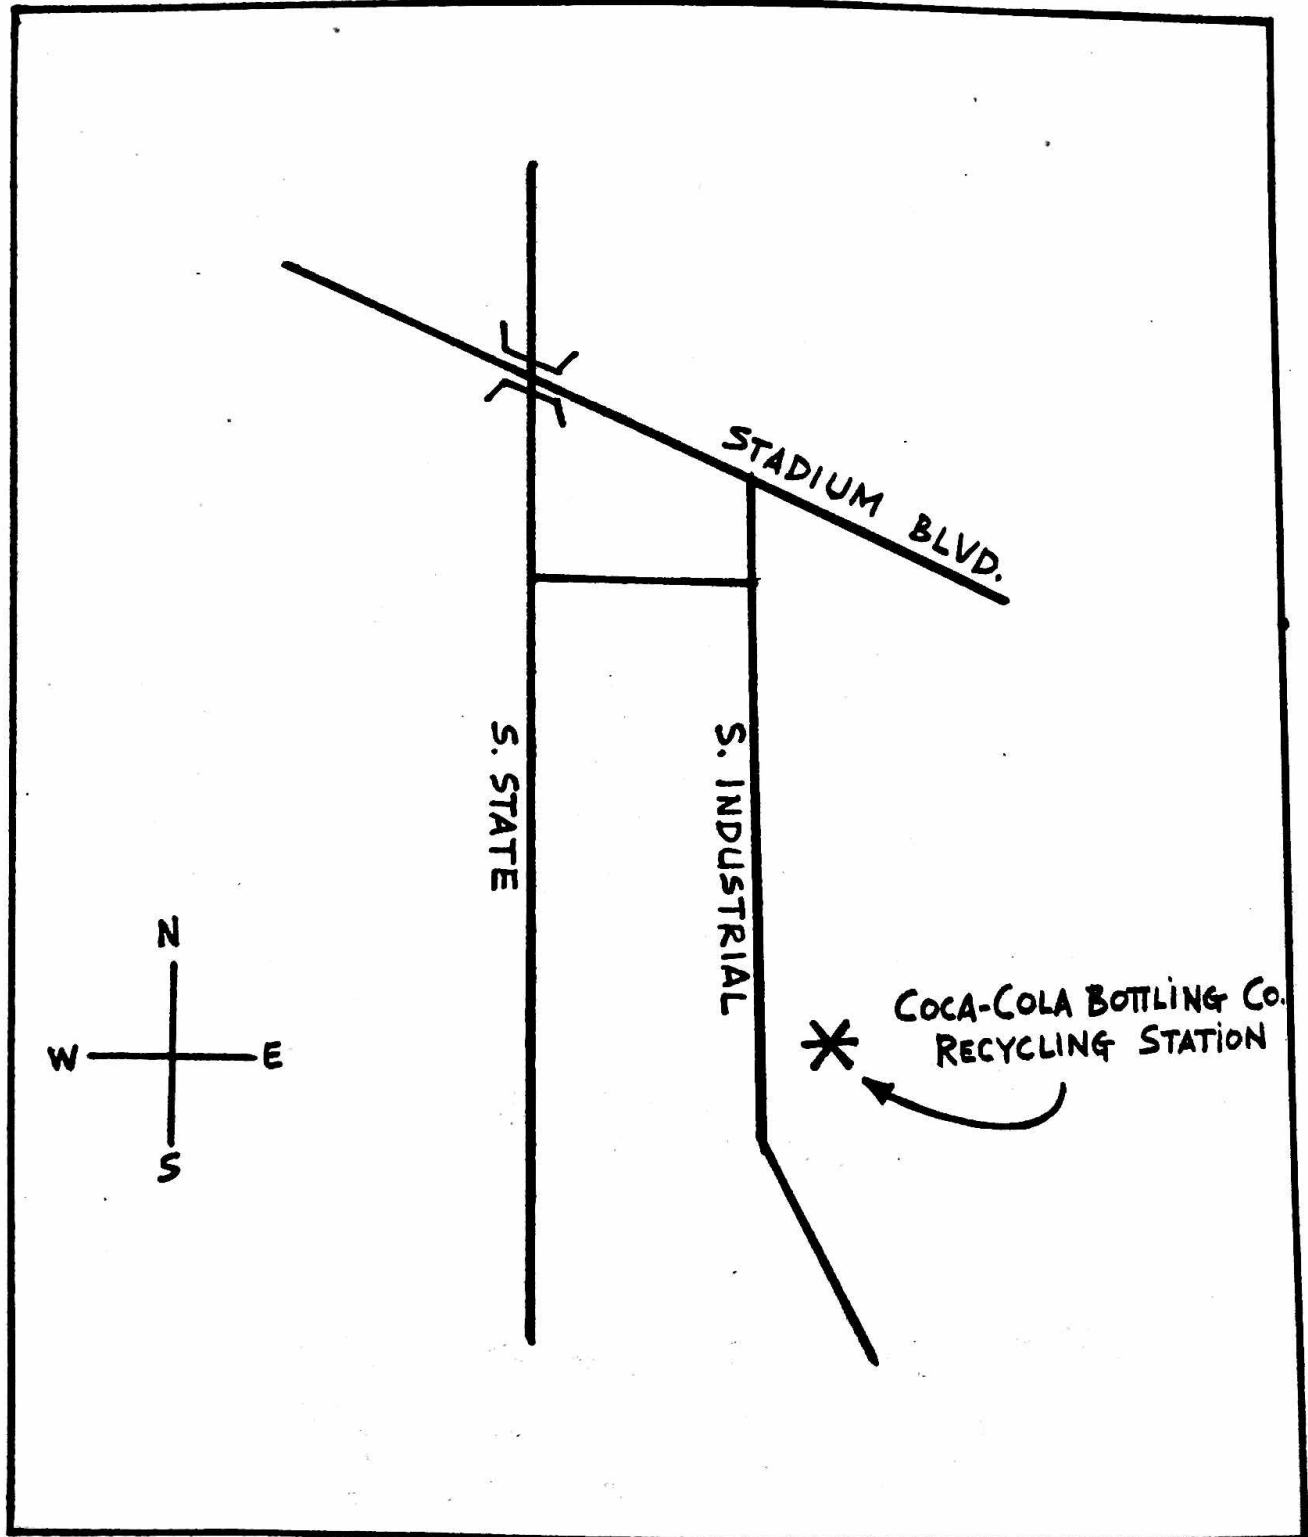 STADIUM BLVD.
S. STATE
S. INDUSTRIAL
N
W E
S
COCA-COLA BOTTLING CO.
RECYCLING STATION